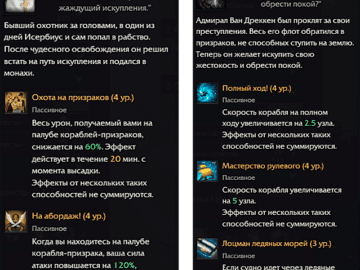 жаждущий искупления."
Бывший охотник за головами, в один из
дней Исербиус и сам попал в рабство.
После чудесного освобождения он решил
встать на путь искупления и подался в
монахи.
Охота на призраков (4 ур.)
Пассивное
Весь урон, получаемый вами на
палубе кораблей-призраков,
снижается на 60%. Эффект
действует в течение 20 мин. с
момента высадки.
Эффекты от нескольких таких
способностей не суммируются.
На абордаж! (4 ур.)
Пассивное
Когда вы находитесь на палубе
корабля-призрака, ваша сила
атаки повышается на 120%,
обрести покой?"
Адмирал Ван Дреккен был проклят за свои
преступления. Весь его флот обратился в
призраков, не способных ступить на землю.
Теперь он желает искупить свою
жестокость и обрести покой.
Полный ход! (4 ур.)
Пассивное
Скорость корабля на полном
ходу увеличивается на 2.5 узла.
Эффекты от нескольких таких
способностей не суммируются.
Мастерство рулевого (4 ур.)
Пассивное
Скорость корабля увеличивается
на 5 узла.
Эффекты от нескольких таких
способностей не суммируются.
Лоцман ледяных морей (3 ур.)
Пассивное
Если судно идет через ледяные